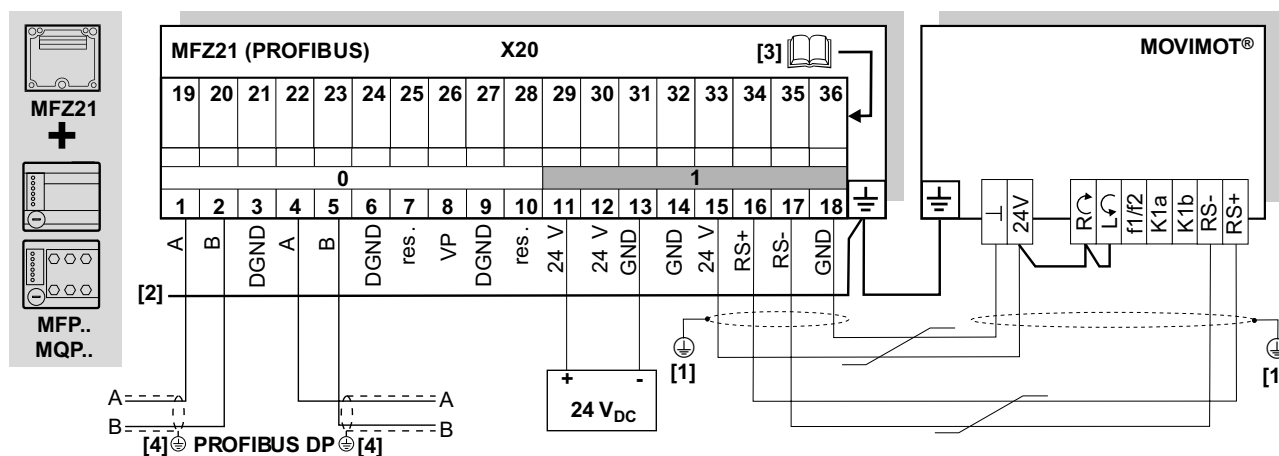 MFZ21
MFP..
MQP..
MFZ21 (PROFIBUS) X20 [3]
19 20 21 22 23 24 25 26 27 28 29 30 31 32 33 34 35 36
0 1
1 2 3 4 5 6 7 8 9 10 11 12 13 14 15 16 17 18
A B DGND A B DGND res. VP DGND res. 24 V 24 V GND GND 24 V RS+ RS- GND
[2]
MOVIMOT®
24V R L f1/f2 K1a K1b RS- RS+
[1]
[1
+ -
24 VDC
A A
B B
[4] PROFIBUS DP [4]